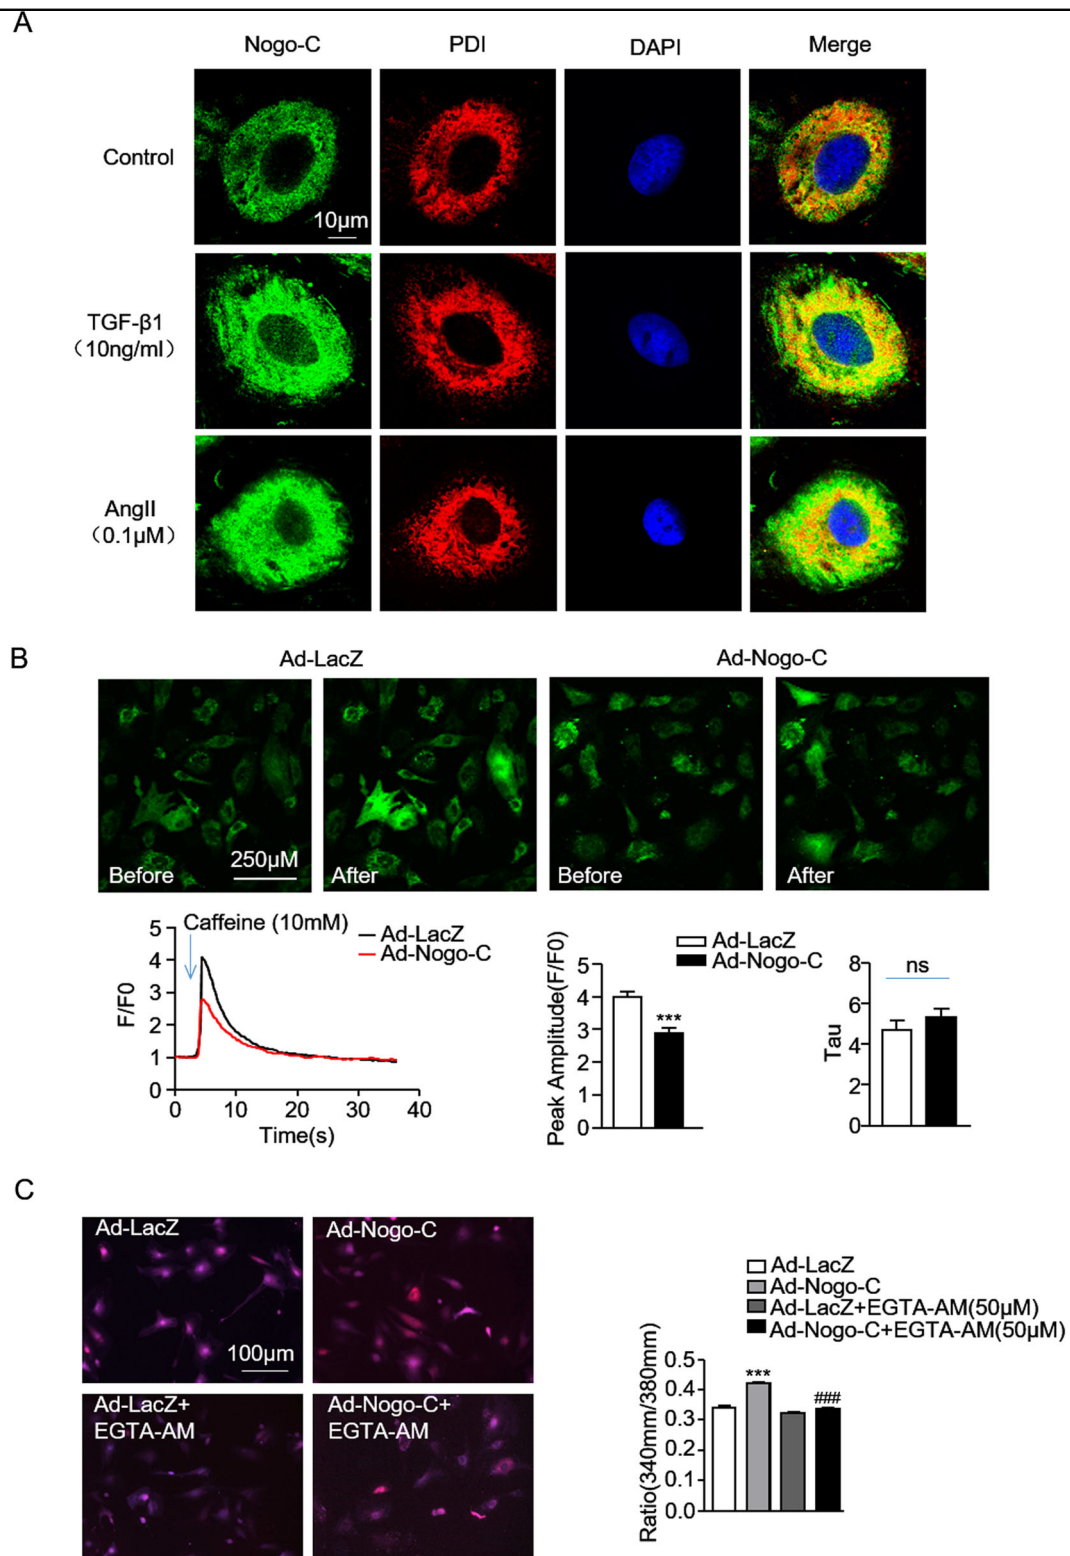 A
Nogo-C PDI DAPI Merge
Control
10µm
TGF-β1
（10ng/ml）
AngII
（0.1µM）
B
Ad-LacZ Ad-Nogo-C
Before 250µM After Before After
Caffeine (10mM)
Ad-LacZ
Ad-Nogo-C
5
4
3
2
1
0
F/F0
0 10 20 30 40
Time(s)
Ad-LacZ
Ad-Nogo-C
Peak Amplitude(F/F0)
5
4
3
2
1
0
***
Tau
6
4
2
0
ns
C
Ad-LacZ Ad-Nogo-C
100µm
Ad-LacZ+
EGTA-AM
Ad-Nogo-C+
EGTA-AM
Ad-LacZ
Ad-Nogo-C
Ad-LacZ+EGTA-AM(50µM)
Ad-Nogo-C+EGTA-AM(50µM)
Ratio(340mm/380mm)
0.5
0.4
0.3
0.2
0.1
0.0
***
###